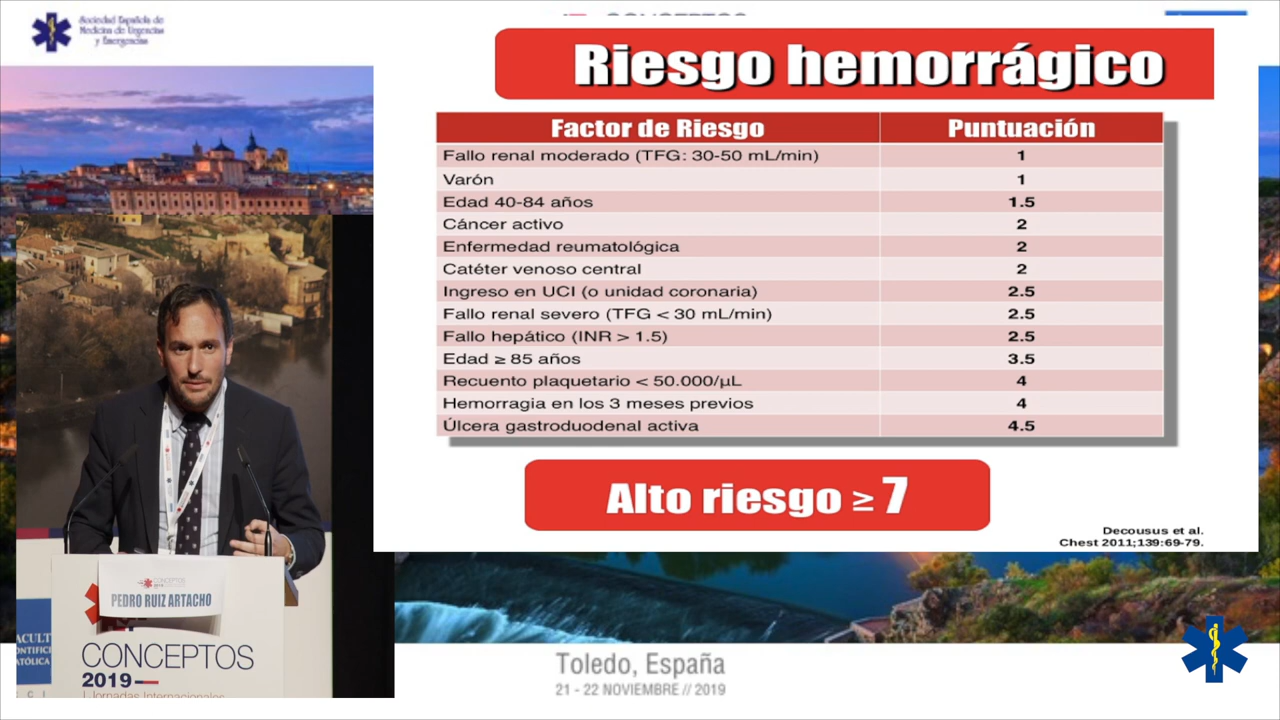 Sociedad Española de
Medicina de Urgencias
y Emergencias
CONCEPTOS
Riesgo hemorrágico
Factor de Riesgo Puntuación
Fallo renal moderado (TFG: 30-50 mL/min) 1
Varón 1
Edad 40-84 años 1.5
Cáncer activo 2
Enfermedad reumatológica 2
Catéter venoso central 2
Ingreso en UCI (o unidad coronaria) 2.5
Fallo renal severo (TFG < 30 mL/min) 2.5
Fallo hepático (INR > 1.5) 2.5
Edad ≥ 85 años 3.5
Recuento plaquetario < 50.000/µL 4
Hemorragia en los 3 meses previos 4
Úlcera gastroduodenal activa 4.5
Alto riesgo ≥ 7
Decousus et al.
Chest 2011;139:69-79.
CONCEPTOS
2019
PEDRO RUIZ ARTACHO
CONCEPTOS
2019
I Jornadas Internacionales
Toledo, España
21 - 22 NOVIEMBRE // 2019